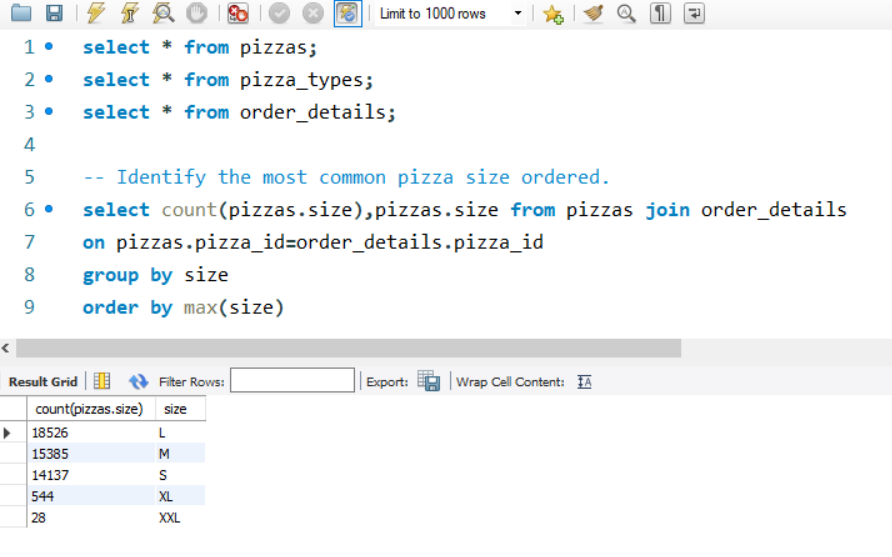 Limit to 1000 rows
1 select * from pizzas;
2 select * from pizza_types;
3 select * from order_details;
4
5 -- Identify the most common pizza size ordered.
6 select count(pizzas.size),pizzas.size from pizzas join order_details
7 on pizzas.pizza_id=order_details.pizza_id
8 group by size
9 order by max(size)
Result Grid Filter Rows: Export: Wrap Cell Content: IA
count(pizzas.size) size
18526 L
15385 M
14137 S
544 XL
28 XXL